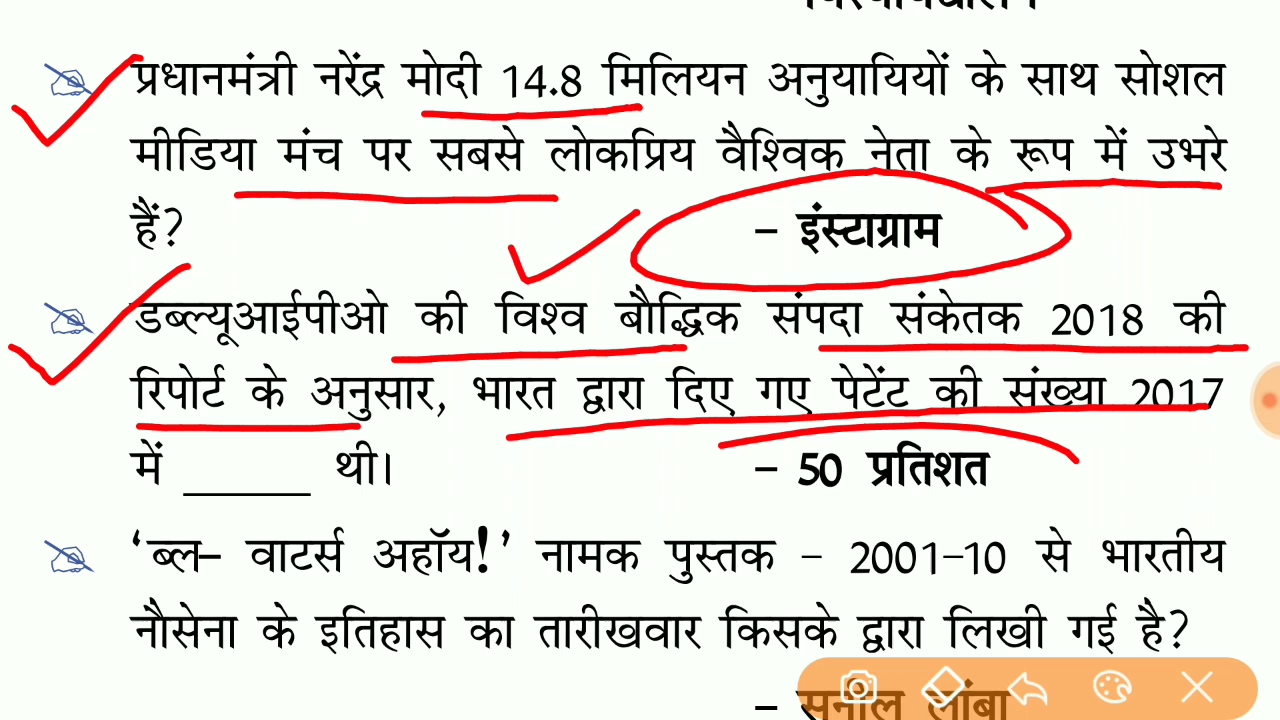 प्रधानमंत्री नरेंद्र मोदी 14.8 मिलियन अनुयायियों के साथ सोशल
मीडिया मंच पर सबसे लोकप्रिय वैश्विक नेता के रूप में उभरे
हैं? – इंस्टाग्राम
डब्ल्यूआईपीओ की विश्व बौद्धिक संपदा संकेतक 2018 की
रिपोर्ट के अनुसार, भारत द्वारा दिए गए पेटेंट की संख्या 2017
में _____ थी। – 50 प्रतिशत
‘ब्ल– वाटर्स अहॉय!’ नामक पुस्तक – 2001–10 से भारतीय
नौसेना के इतिहास का तारीखवार किसके द्वारा लिखी गई है?
– सुनील लांबा